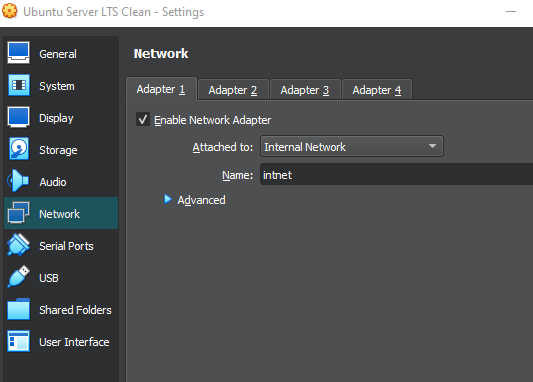 Ubuntu Server LTS Clean - Settings
General
System
Display
Storage
Audio
Network
Serial Ports
USB
Shared Folders
User Interface
Network
Adapter 1 Adapter 2 Adapter 3 Adapter 4
Enable Network Adapter
Attached to: Internal Network
Name: intnet
Advanced